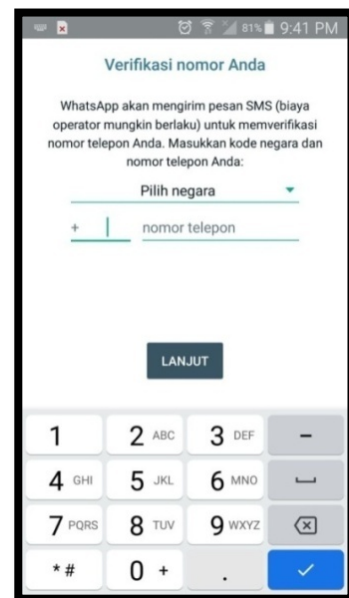 81% 9:41 PM
Verifikasi nomor Anda
WhatsApp akan mengirim pesan SMS (biaya
operator mungkin berlaku) untuk memverifikasi
nomor telepon Anda. Masukkan kode negara dan
nomor telepon Anda:
Pilih negara
+ nomor telepon
LANJUT
1 2 ABC 3 DEF -
4 GHI 5 JKL 6 MNO
7 PQRS 8 TUV 9 WXYZ
* # 0 + .